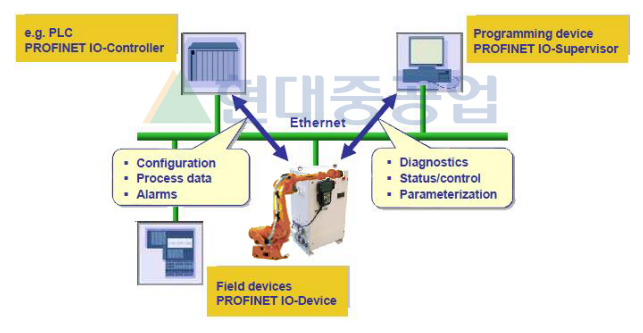 e.g. PLC
PROFINET IO-Controller
Programming device
PROFINET IO-Supervisor
현대중공업
Ethernet
▪ Configuration
▪ Process data
▪ Alarms
▪ Diagnostics
▪ Status/control
▪ Parameterization
Field devices
PROFINET IO-Device